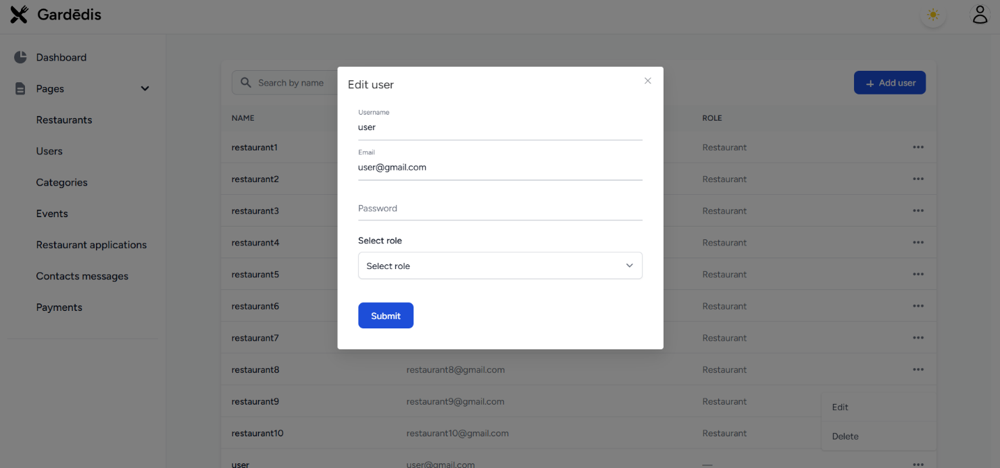 Gardēdis
Dashboard
Pages
Restaurants
Users
Categories
Events
Restaurant applications
Contacts messages
Payments
Search by name
+ Add user
NAME ROLE
restaurant1 Restaurant •••
restaurant2 Restaurant •••
restaurant3 Restaurant •••
restaurant4 Restaurant •••
restaurant5 Restaurant •••
restaurant6 Restaurant •••
restaurant7 Restaurant •••
restaurant8 restaurant8@gmail.com Restaurant •••
restaurant9 restaurant9@gmail.com Restaurant
restaurant10 restaurant10@gmail.com Restaurant
user user@gmail.com — •••
Edit
Delete
Edit user
Username
user
Email
user@gmail.com
Password
Select role
Select role
Submit